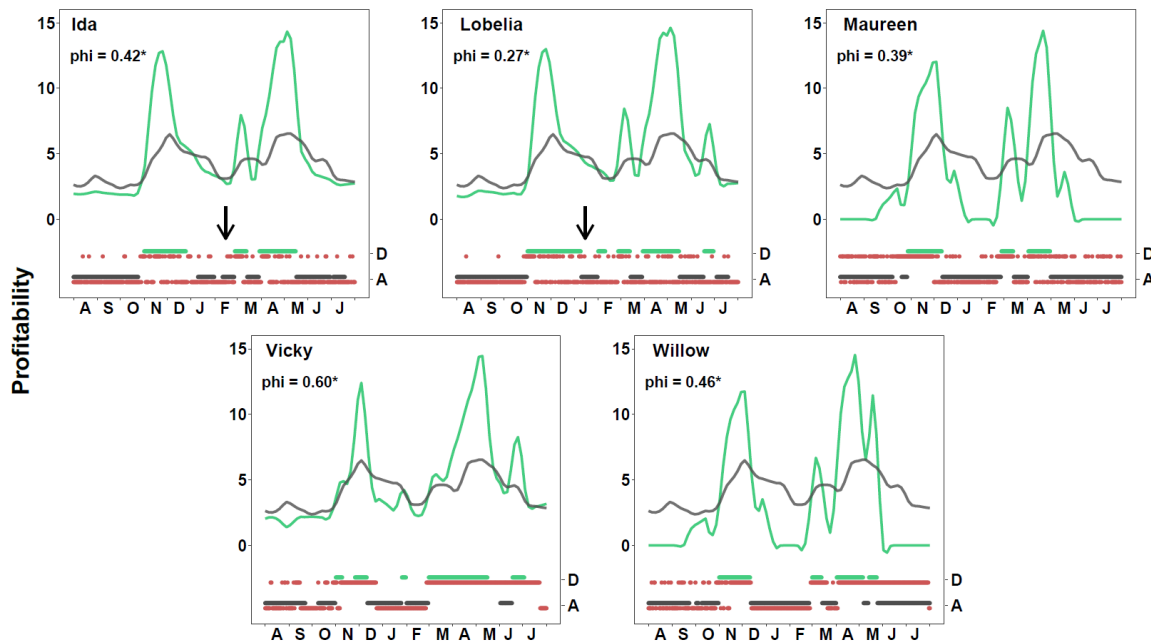 Profitability
Ida
phi = 0.42*
15
10
5
0
D
A
A S O N D J F M A M J J
Lobelia
phi = 0.27*
15
10
5
0
D
A
A S O N D J F M A M J J
Maureen
phi = 0.39*
15
10
5
0
D
A
A S O N D J F M A M J J
Vicky
phi = 0.60*
15
10
5
0
D
A
A S O N D J F M A M J J
Willow
phi = 0.46*
15
10
5
0
D
A
A S O N D J F M A M J J